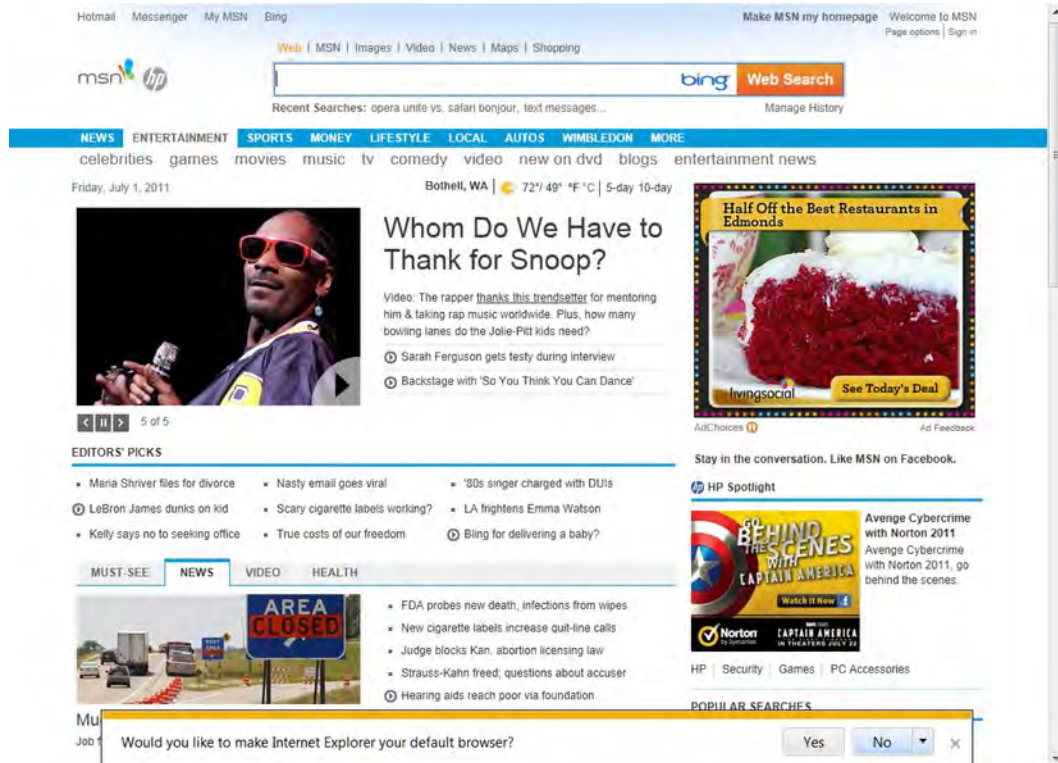 Hotmail Messenger My MSN Bing
Make MSN my homepage Welcome to MSN
Page options | Sign in
Web | MSN | Images | Video | News | Maps | Shopping
msn hp
bing Web Search
Recent Searches: opera unite vs. safari bonjour, text messages...
Manage History
NEWS ENTERTAINMENT SPORTS MONEY LIFESTYLE LOCAL AUTOS WIMBLEDON MORE
celebrities games movies music tv comedy video new on dvd blogs entertainment news
Friday, July 1, 2011
Bothell, WA | 72°/ 49° °F °C | 5-day 10-day
Whom Do We Have to
Thank for Snoop?
Video: The rapper thanks this trendsetter for mentoring
him & taking rap music worldwide. Plus, how many
bowling lanes do the Jolie-Pitt kids need?
Sarah Ferguson gets testy during interview
Backstage with 'So You Think You Can Dance'
5 of 5
Half Off the Best Restaurants in
Edmonds
livingsocial
See Today's Deal
AdChoices
Ad Feedback
EDITORS' PICKS
Maria Shriver files for divorce
Nasty email goes viral
'80s singer charged with DUIs
LeBron James dunks on kid
Scary cigarette labels working?
LA frightens Emma Watson
Kelly says no to seeking office
True costs of our freedom
Bling for delivering a baby?
Stay in the conversation. Like MSN on Facebook.
hp HP Spotlight
GO
BEHIND
THE SCENES
WITH
CAPTAIN AMERICA
Watch It Now f
Norton
by Symantec
CAPTAIN AMERICA
IN THEATERS JULY 22
Avenge Cybercrime
with Norton 2011
Avenge Cybercrime
with Norton 2011, go
behind the scenes.
HP | Security | Games | PC Accessories
POPULAR SEARCHES
MUST-SEE NEWS VIDEO HEALTH
AREA
CLOSED
REST
AREA
FDA probes new death, infections from wipes
New cigarette labels increase quit-line calls
Judge blocks Kan. abortion licensing law
Strauss-Kahn freed; questions about accuser
Hearing aids reach poor via foundation
Mu
Job f
Would you like to make Internet Explorer your default browser?
Yes
No